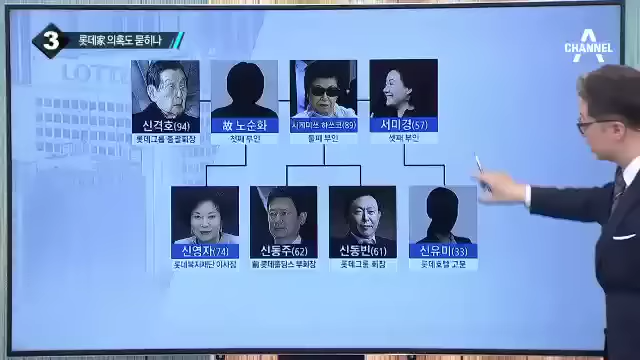 3
롯데家 의혹도 묻히나
CHANNEL A
LOTTE
신격호(94)
롯데그룹 총괄회장
故 노순화
첫째 부인
시게미쓰 하쓰코(89)
둘째 부인
서미경(57)
셋째 부인
신영자(74)
롯데복지재단 이사장
신동주(62)
前 롯데홀딩스 부회장
신동빈(61)
롯데그룹 회장
신유미(33)
롯데호텔 고문